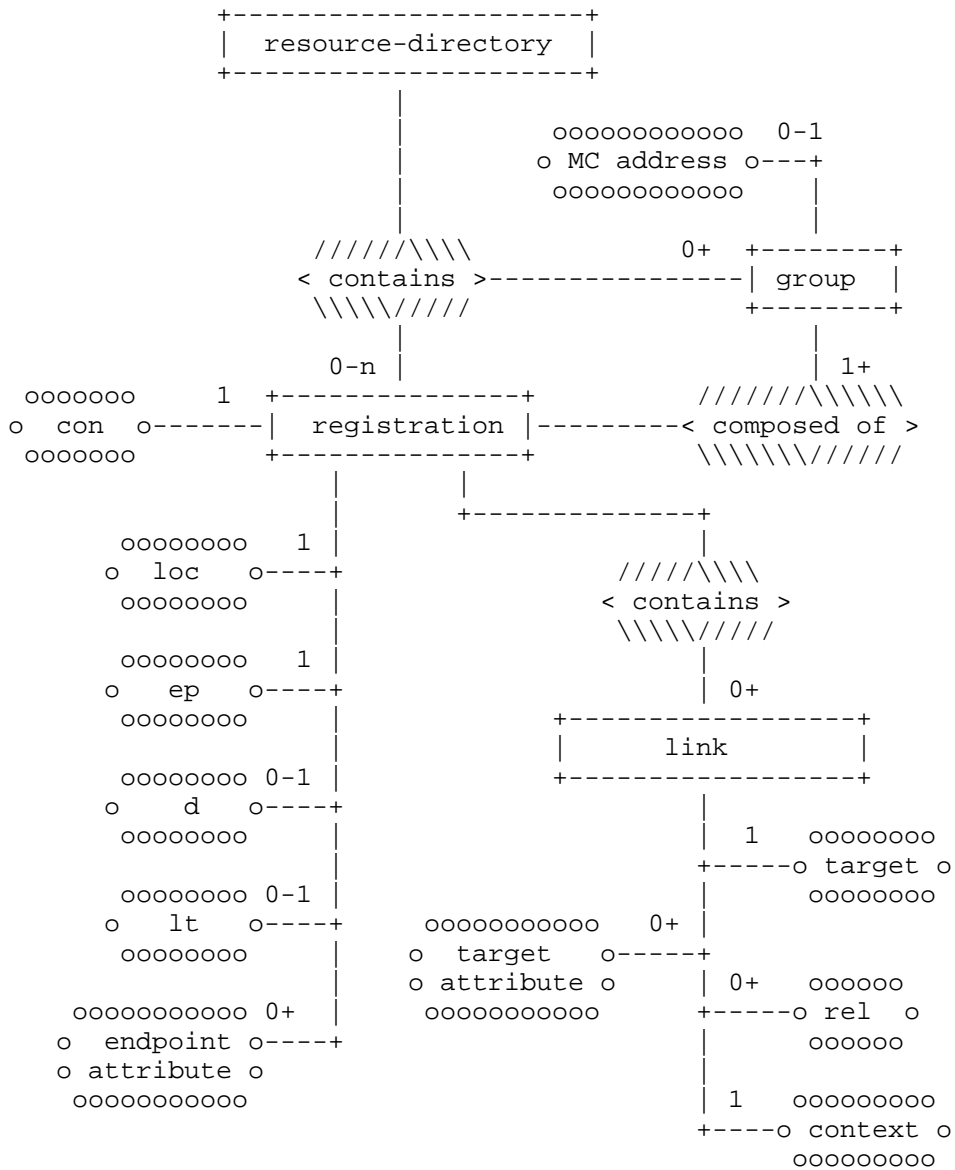 resource-directory
0-1
MC address
0+
contains
group
0-n
1+
1
con
registration
composed of
1
loc
contains
1
ep
0+
link
0-1
d
1
target
0-1
lt
0+
target
attribute
0+
rel
0+
endpoint
attribute
1
context